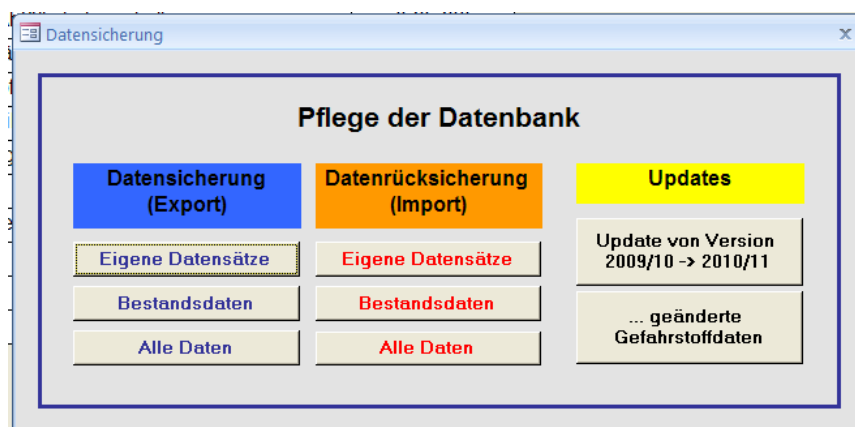 Datensicherung
x
Pflege der Datenbank
Datensicherung
(Export)
Eigene Datensätze
Bestandsdaten
Alle Daten
Datenrücksicherung
(Import)
Eigene Datensätze
Bestandsdaten
Alle Daten
Updates
Update von Version
2009/10 -> 2010/11
... geänderte
Gefahrstoffdaten